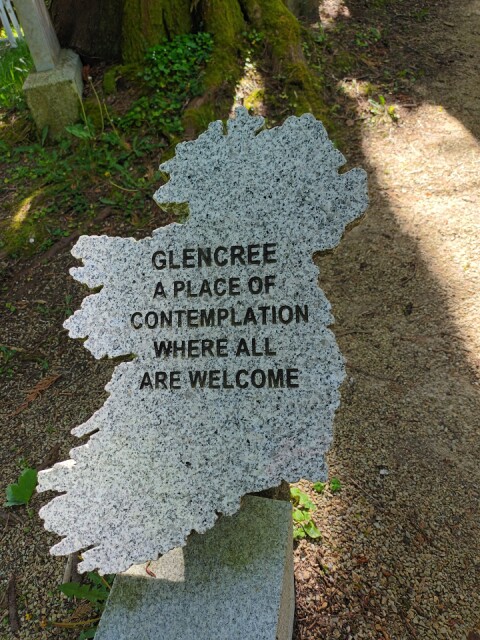 GLENCREE
A PLACE OF
CONTEMPLATION
WHERE ALL
ARE WELCOME